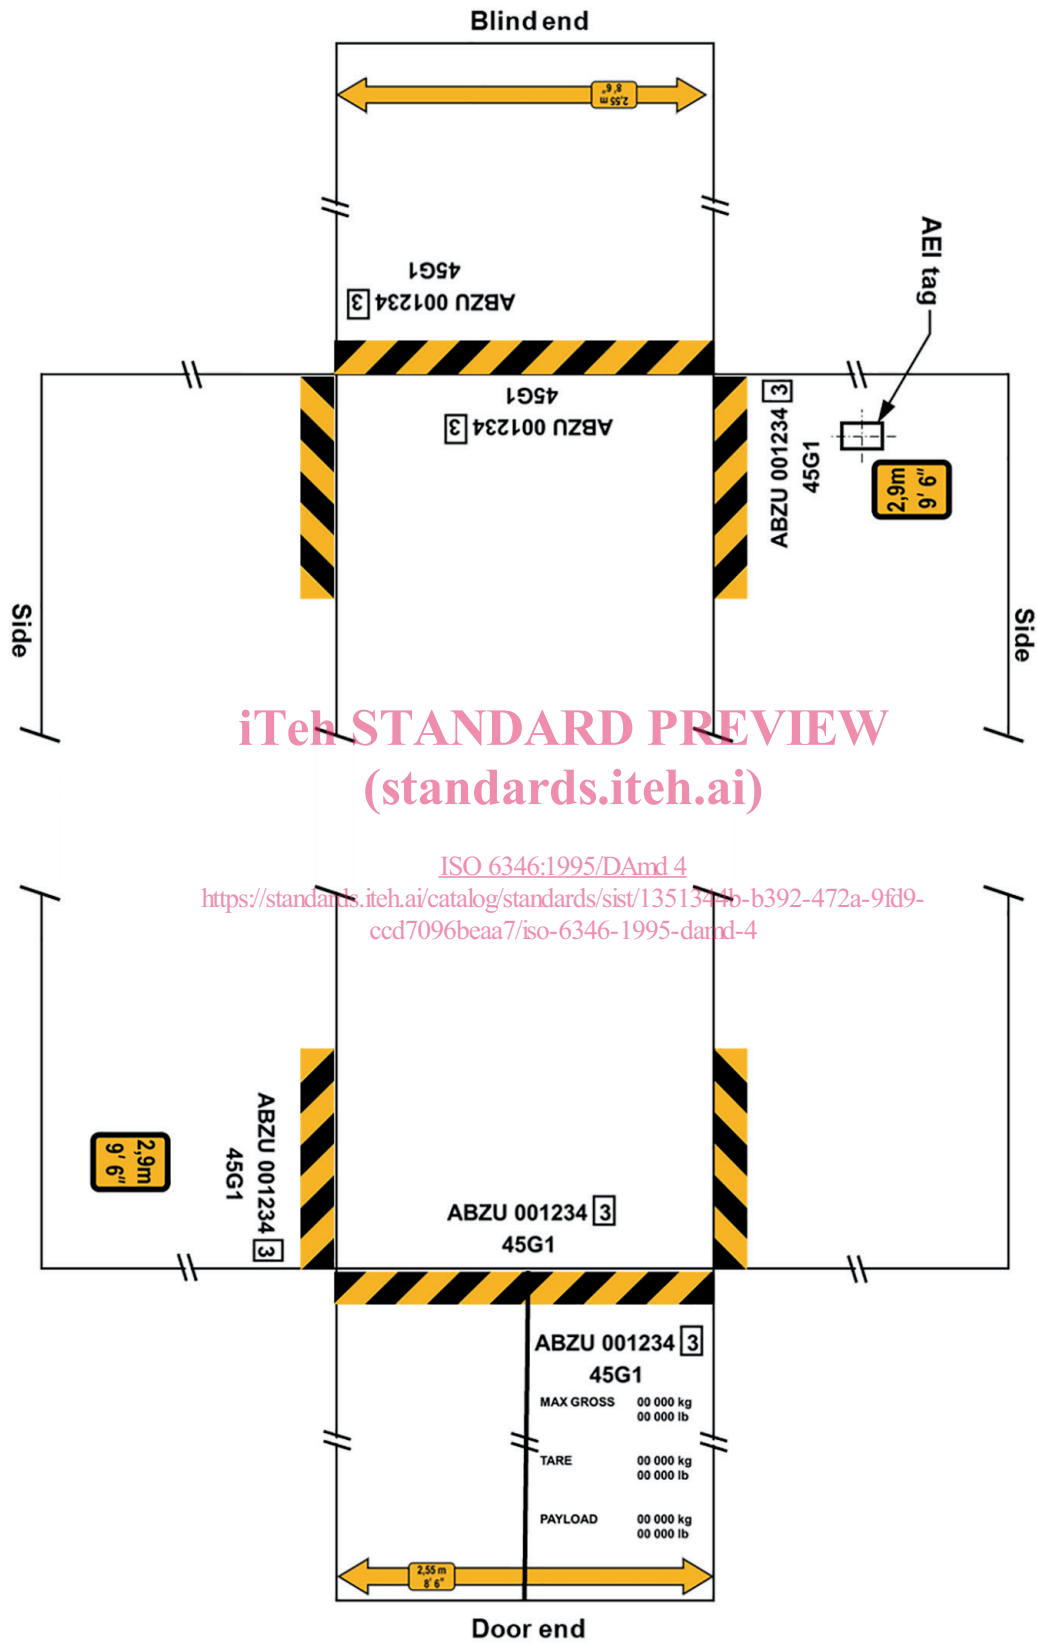 Blind end
2,55 m
8' 6"
AEI tag
ABZU 001234 3
45G1
ABZU 001234 3
45G1
ABZU 001234 3
45G1
2,9m
9' 6"
Side
Side
iTeh STANDARD PREVIEW
(standards.iteh.ai)
ISO 6346:1995/DAmd 4
https://standards.iteh.ai/catalog/standards/sist/1351344b-b392-472a-9fd9-
ccd7096beaa7/iso-6346-1995-damd-4
2,9m
9' 6"
ABZU 001234 3
45G1
ABZU 001234 3
45G1
ABZU 001234 3
45G1
MAX GROSS 00 000 kg
00 000 lb
TARE 00 000 kg
00 000 lb
PAYLOAD 00 000 kg
00 000 lb
2,55 m
8' 6"
Door end